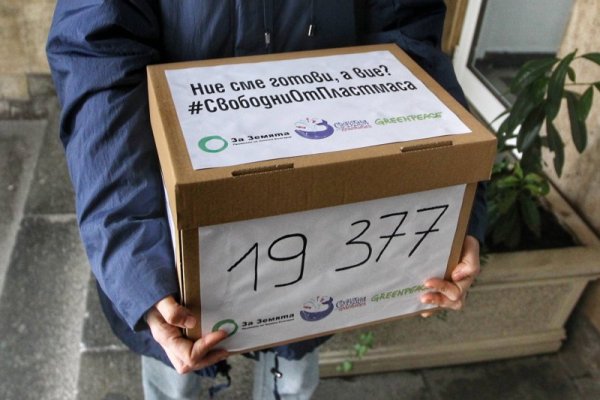 Ние сме готови, а вие?
#СвободниОтПластмаса
За Земята
GREENPEACE
19 377
За Земята
GREENPEACE